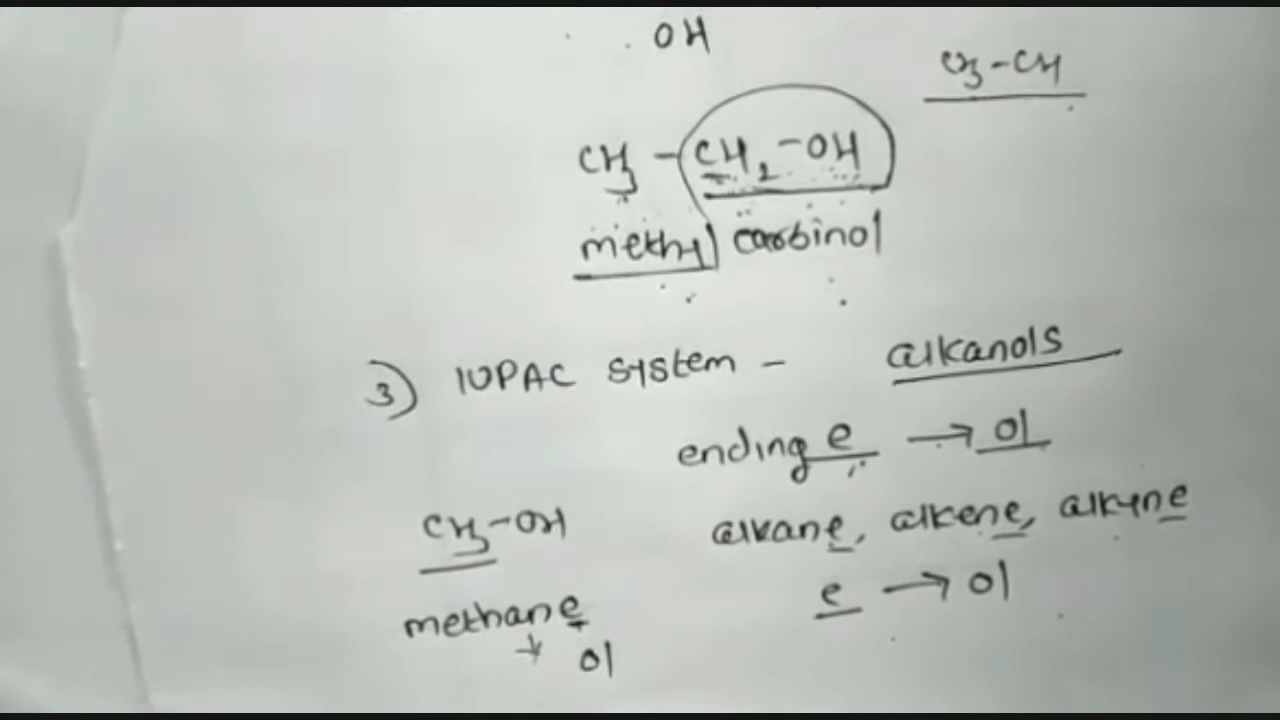 OH
CH3-CH
CH3-CH2-OH
methyl carbinol
3) IUPAC system - alkanols
ending e → ol
CH3-OH
alkane, alkene, alkyne
methane
e → ol
↓ ol